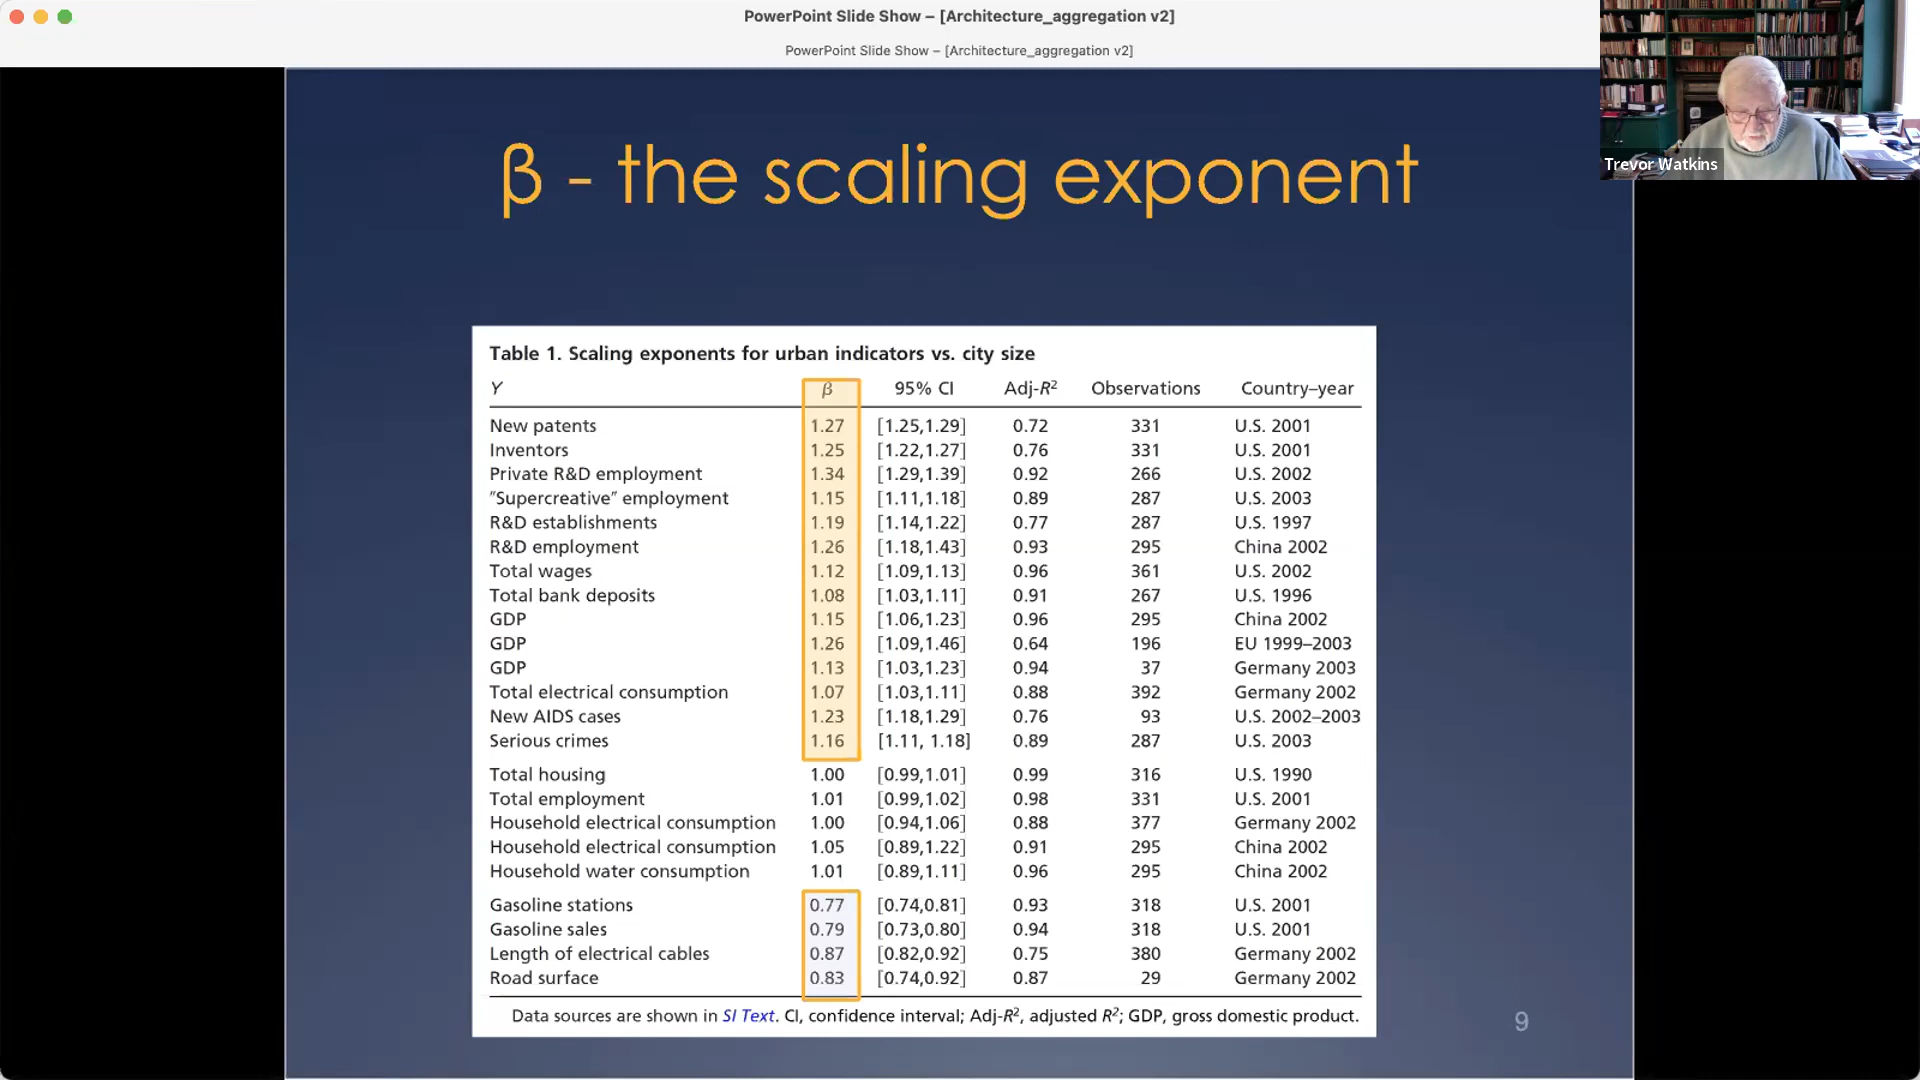 PowerPoint Slide Show – [Architecture_aggregation v2]
PowerPoint Slide Show – [Architecture_aggregation v2]
Trevor Watkins
β - the scaling exponent
Table 1. Scaling exponents for urban indicators vs. city size
Y β 95% CI Adj-R² Observations Country–year
New patents 1.27 [1.25,1.29] 0.72 331 U.S. 2001
Inventors 1.25 [1.22,1.27] 0.76 331 U.S. 2001
Private R&D employment 1.34 [1.29,1.39] 0.92 266 U.S. 2002
"Supercreative" employment 1.15 [1.11,1.18] 0.89 287 U.S. 2003
R&D establishments 1.19 [1.14,1.22] 0.77 287 U.S. 1997
R&D employment 1.26 [1.18,1.43] 0.93 295 China 2002
Total wages 1.12 [1.09,1.13] 0.96 361 U.S. 2002
Total bank deposits 1.08 [1.03,1.11] 0.91 267 U.S. 1996
GDP 1.15 [1.06,1.23] 0.96 295 China 2002
GDP 1.26 [1.09,1.46] 0.64 196 EU 1999–2003
GDP 1.13 [1.03,1.23] 0.94 37 Germany 2003
Total electrical consumption 1.07 [1.03,1.11] 0.88 392 Germany 2002
New AIDS cases 1.23 [1.18,1.29] 0.76 93 U.S. 2002–2003
Serious crimes 1.16 [1.11, 1.18] 0.89 287 U.S. 2003
Total housing 1.00 [0.99,1.01] 0.99 316 U.S. 1990
Total employment 1.01 [0.99,1.02] 0.98 331 U.S. 2001
Household electrical consumption 1.00 [0.94,1.06] 0.88 377 Germany 2002
Household electrical consumption 1.05 [0.89,1.22] 0.91 295 China 2002
Household water consumption 1.01 [0.89,1.11] 0.96 295 China 2002
Gasoline stations 0.77 [0.74,0.81] 0.93 318 U.S. 2001
Gasoline sales 0.79 [0.73,0.80] 0.94 318 U.S. 2001
Length of electrical cables 0.87 [0.82,0.92] 0.75 380 Germany 2002
Road surface 0.83 [0.74,0.92] 0.87 29 Germany 2002
Data sources are shown in SI Text. CI, confidence interval; Adj-R², adjusted R²; GDP, gross domestic product.
9